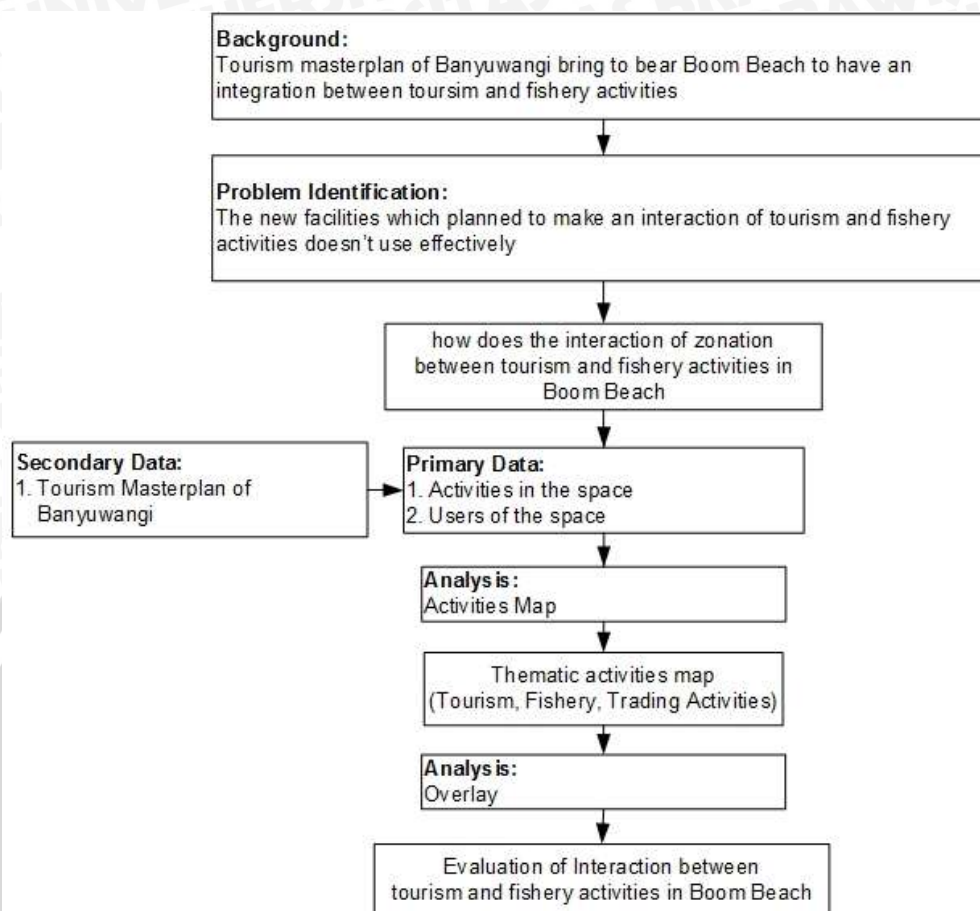 Background:
Tourism masterplan of Banyuwangi bring to bear Boom Beach to have an
integration between toursim and fishery activities
Problem Identification:
The new facilities which planned to make an interaction of tourism and fishery
activities doesn't use effectively
how does the interaction of zonation
between tourism and fishery activities in
Boom Beach
Secondary Data:
1. Tourism Masterplan of
Banyuwangi
Primary Data:
1. Activities in the space
2. Users of the space
Analysis:
Activities Map
Thematic activities map
(Tourism, Fishery, Trading Activities)
Analysis:
Overlay
Evaluation of Interaction between
tourism and fishery activities in Boom Beach